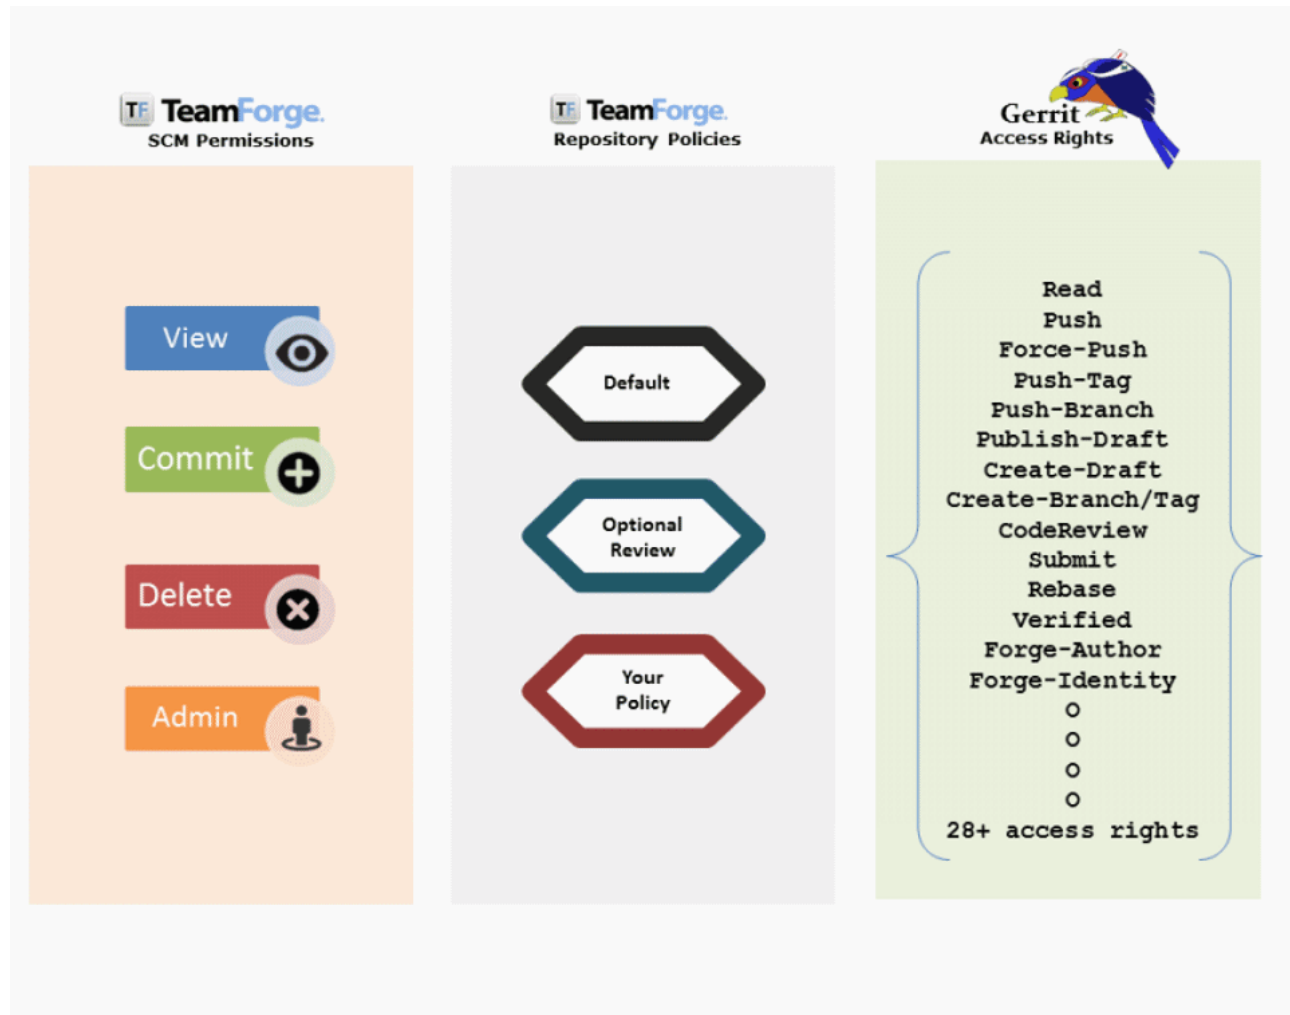 TF TeamForge.
SCM Permissions
View
Commit
Delete
Admin
TF TeamForge.
Repository Policies
Default
Optional
Review
Your
Policy
Gerrit
Access Rights
Read
Push
Force-Push
Push-Tag
Push-Branch
Publish-Draft
Create-Draft
Create-Branch/Tag
CodeReview
Submit
Rebase
Verified
Forge-Author
Forge-Identity
o
o
o
o
28+ access rights